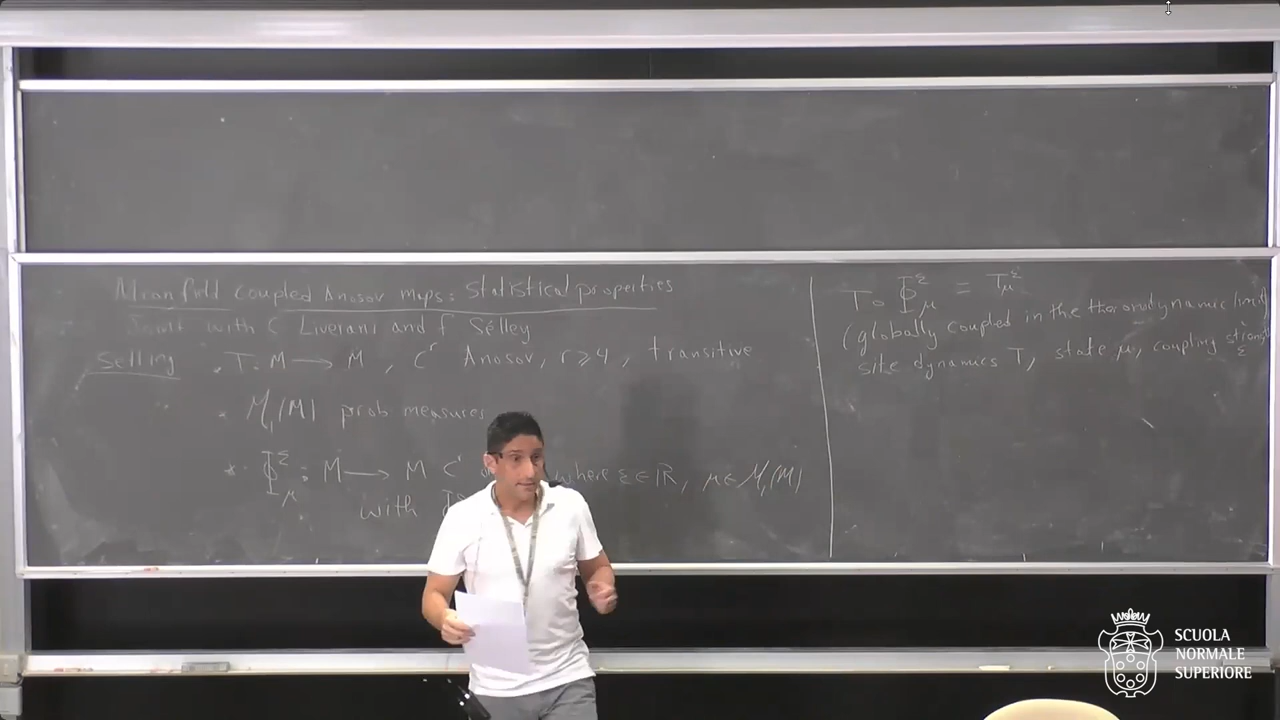 Mean field Coupled Anosov maps: Statistical properties
Joint with C Liverani and F Sélley
Setting
. T: M ⟶ M , Cʳ Anosov, r ⩾ 4 , transitive
. M₁(M) prob measures
. Φ^ε_μ : M ⟶ M Cʳ where ε ∈ ℝ, μ ∈ M₁(M)
with
T∘ Φ^ε_μ = T^ε_μ
(globally coupled in the thermodynamic limit)
site dynamics T, state μ, coupling strength
ε
SCUOLA
NORMALE
SUPERIORE